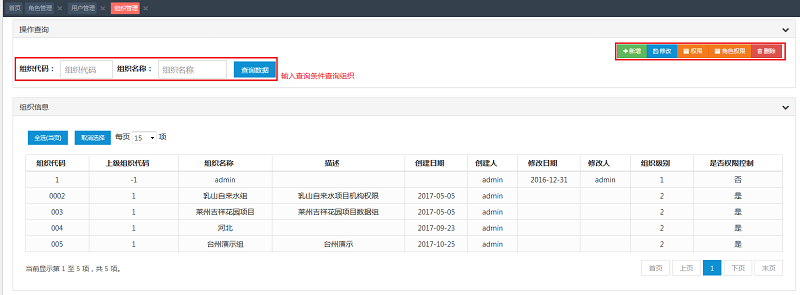 首页 角色管理 用户管理 组织管理
操作查询
新增 修改 权限 角色权限 删除
组织代码： 组织代码 组织名称： 组织名称 查询数据 输入查询条件查询组织
组织信息
全选(当页) 取消选择 每页 15 项
组织代码 上级组织代码 组织名称 描述 创建日期 创建人 修改日期 修改人 组织级别 是否权限控制
1 -1 admin admin 2016-12-31 admin 1 否
0002 1 乳山自来水组 乳山自来水项目机构权限 2017-05-05 admin 2 是
003 1 莱州吉祥花园项目 莱州吉祥花园项目数据组 2017-05-05 admin 2 是
004 1 河北 2017-09-23 admin 2 是
005 1 台州演示组 台州演示 2017-10-25 admin 2 是
当前显示第 1 至 5 项，共 5 项。 首页 上页 1 下页 末页